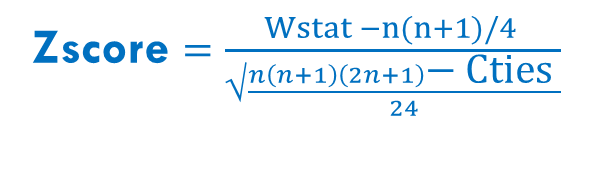 Zscore = Wstat −n(n+1)/4
√n(n+1)(2n+1)− Cties
24